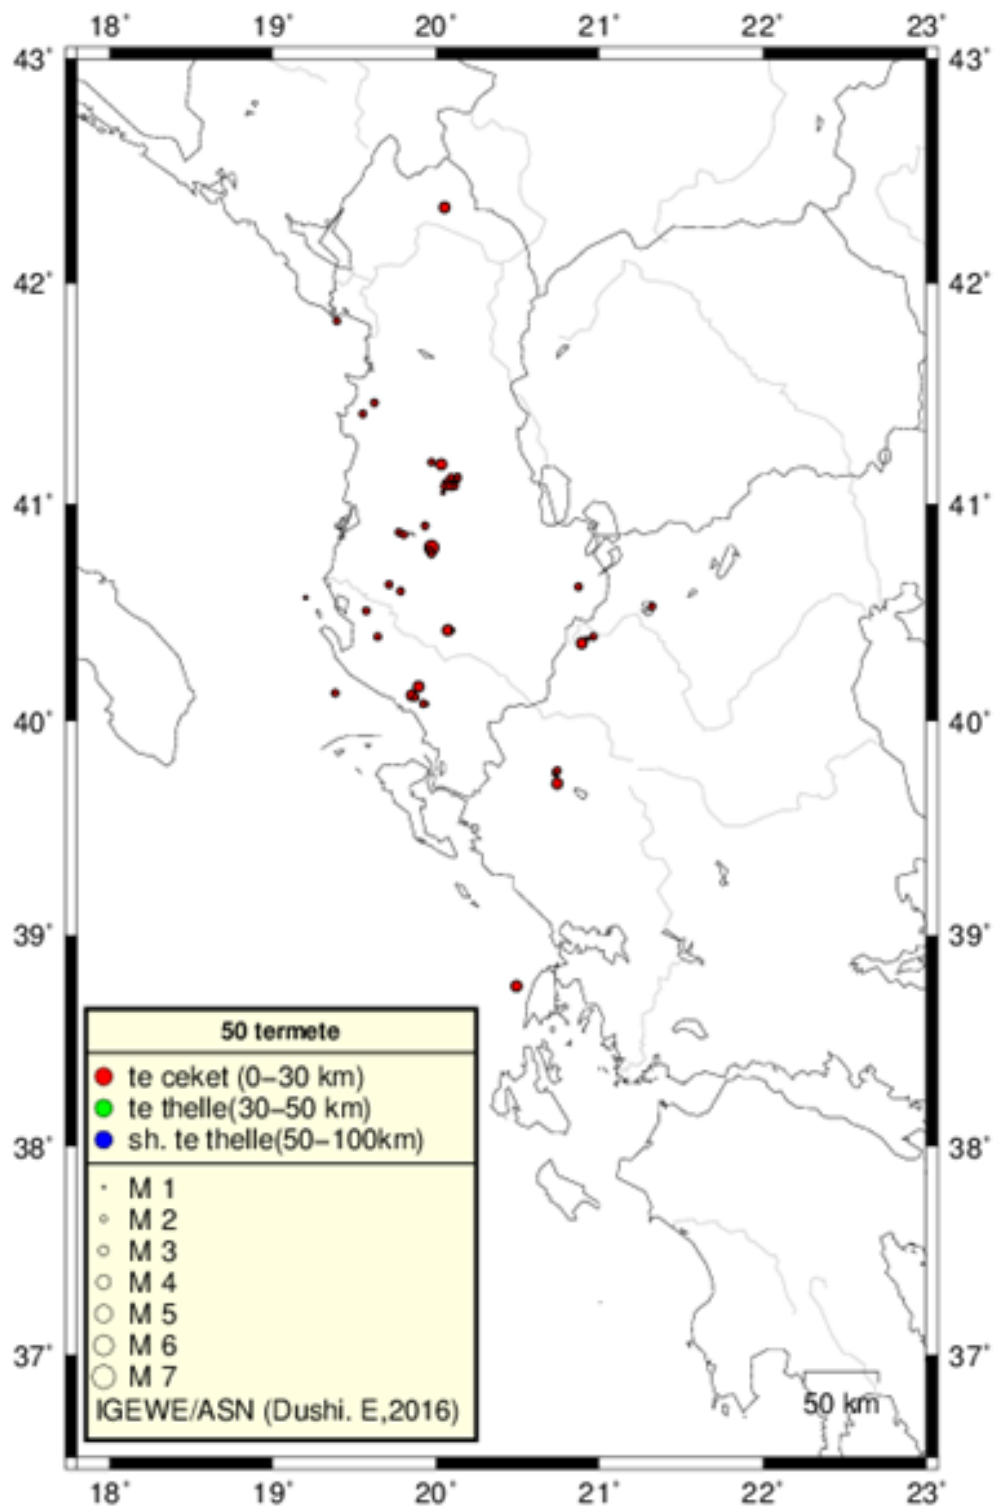 18° 19° 20° 21° 22° 23°
43° 43°
42° 42°
41° 41°
40° 40°
39° 39°
38° 38°
37° 37°
50 termete
te ceket (0–30 km)
te thelle(30–50 km)
sh. te thelle(50–100km)
M 1
M 2
M 3
M 4
M 5
M 6
M 7
IGEWE/ASN (Dushi. E,2016)
50 km
18° 19° 20° 21° 22° 23°